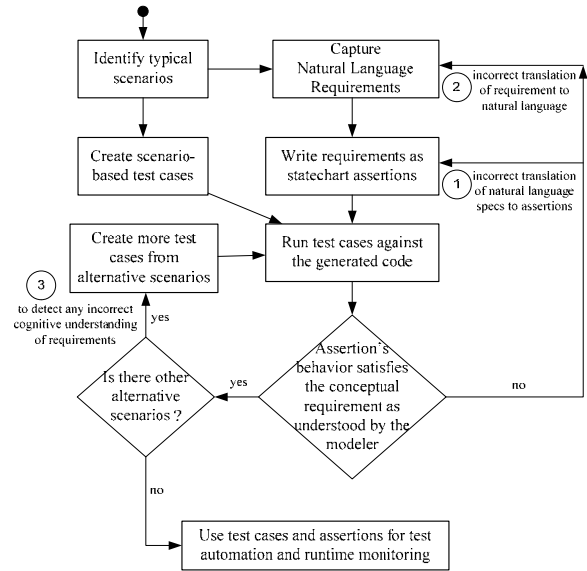 Identify typical
scenarios
Capture
Natural Language
Requirements
2
incorrect translation
of requirement to
natural language
Create scenario-
based test cases
Write requirements as
statechart assertions
1
incorrect translation
of natural language
specs to assertions
Create more test
cases from
alternative scenarios
Run test cases against
the generated code
3
to detect any incorrect
cognitive understanding
of requirements
yes
Is there other
alternative
scenarios ?
yes
Assertion`s
behavior satisfies
the conceptual
requirement as
understood by the
modeler
no
no
Use test cases and assertions for test
automation and runtime monitoring